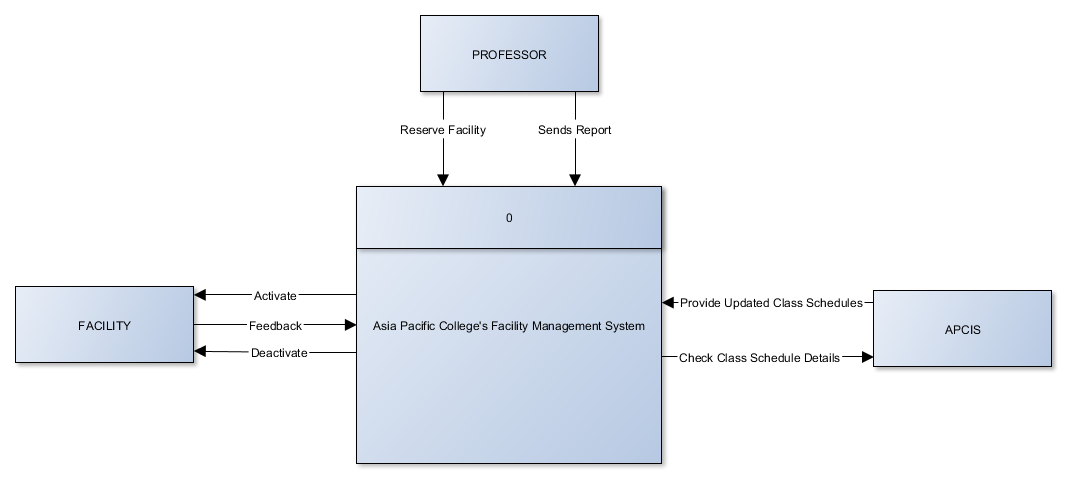 PROFESSOR
Reserve Facility
Sends Report
0
Activate
Provide Updated Class Schedules
FACILITY
Feedback
Asia Pacific College's Facility Management System
APCIS
Deactivate
Check Class Schedule Details